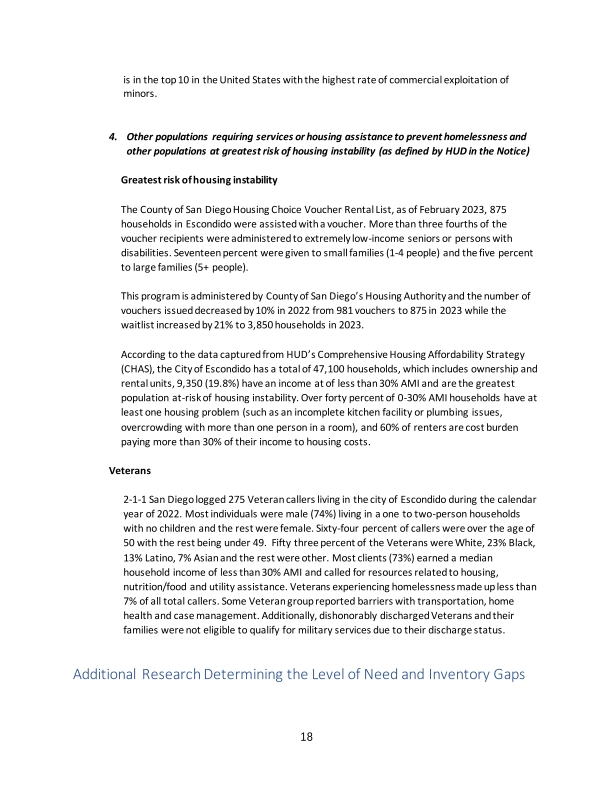 is in the top 10 in the United States with the highest rate of commercial exploitation of
minors.
4. Other populations requiring services or housing assistance to prevent homelessness and
other populations at greatest risk of housing instability (as defined by HUD in the Notice)
Greatest risk of housing instability
The County of San Diego Housing Choice Voucher Rental List, as of February 2023, 875
households in Escondido were assisted with a voucher. More than three fourths of the
voucher recipients were administered to extremely low-income seniors or persons with
disabilities. Seventeen percent were given to small families (1-4 people) and the five percent
to large families (5+ people).
This program is administered by County of San Diego's Housing Authority and the number of
vouchers issued decreased by 10% in 2022 from 981 vouchers to 875 in 2023 while the
waitlist increased by 21% to 3,850 households in 2023.
According to the data captured from HUD's Comprehensive Housing Affordability Strategy
(CHAS), the City of Escondido has a total of 47,100 households, which includes ownership and
rental units, 9,350 (19.8%) have an income at of less than 30% AMI and are the greatest
population at-risk of housing instability. Over forty percent of 0-30% AMI households have at
least one housing problem (such as an incomplete kitchen facility or plumbing issues,
overcrowding with more than one person in a room), and 60% of renters are cost burden
paying more than 30% of their income to housing costs.
Veterans
2-1-1 San Diego logged 275 Veteran callers living in the city of Escondido during the calendar
year of 2022. Most individuals were male (74%) living in a one to two-person households
with no children and the rest were female. Sixty-four percent of callers were over the age of
50 with the rest being under 49. Fifty three percent of the Veterans were White, 23% Black,
13% Latino, 7% Asian and the rest were other. Most clients (73%) earned a median
household income of less than 30% AMI and called for resources related to housing,
nutrition/food and utility assistance. Veterans experiencing homelessness made up less than
7% of all total callers. Some Veteran group reported barriers with transportation, home
health and case management. Additionally, dishonorably discharged Veterans and their
families were not eligible to qualify for military services due to their discharge status.
Additional Research Determining the Level of Need and Inventory Gaps
18